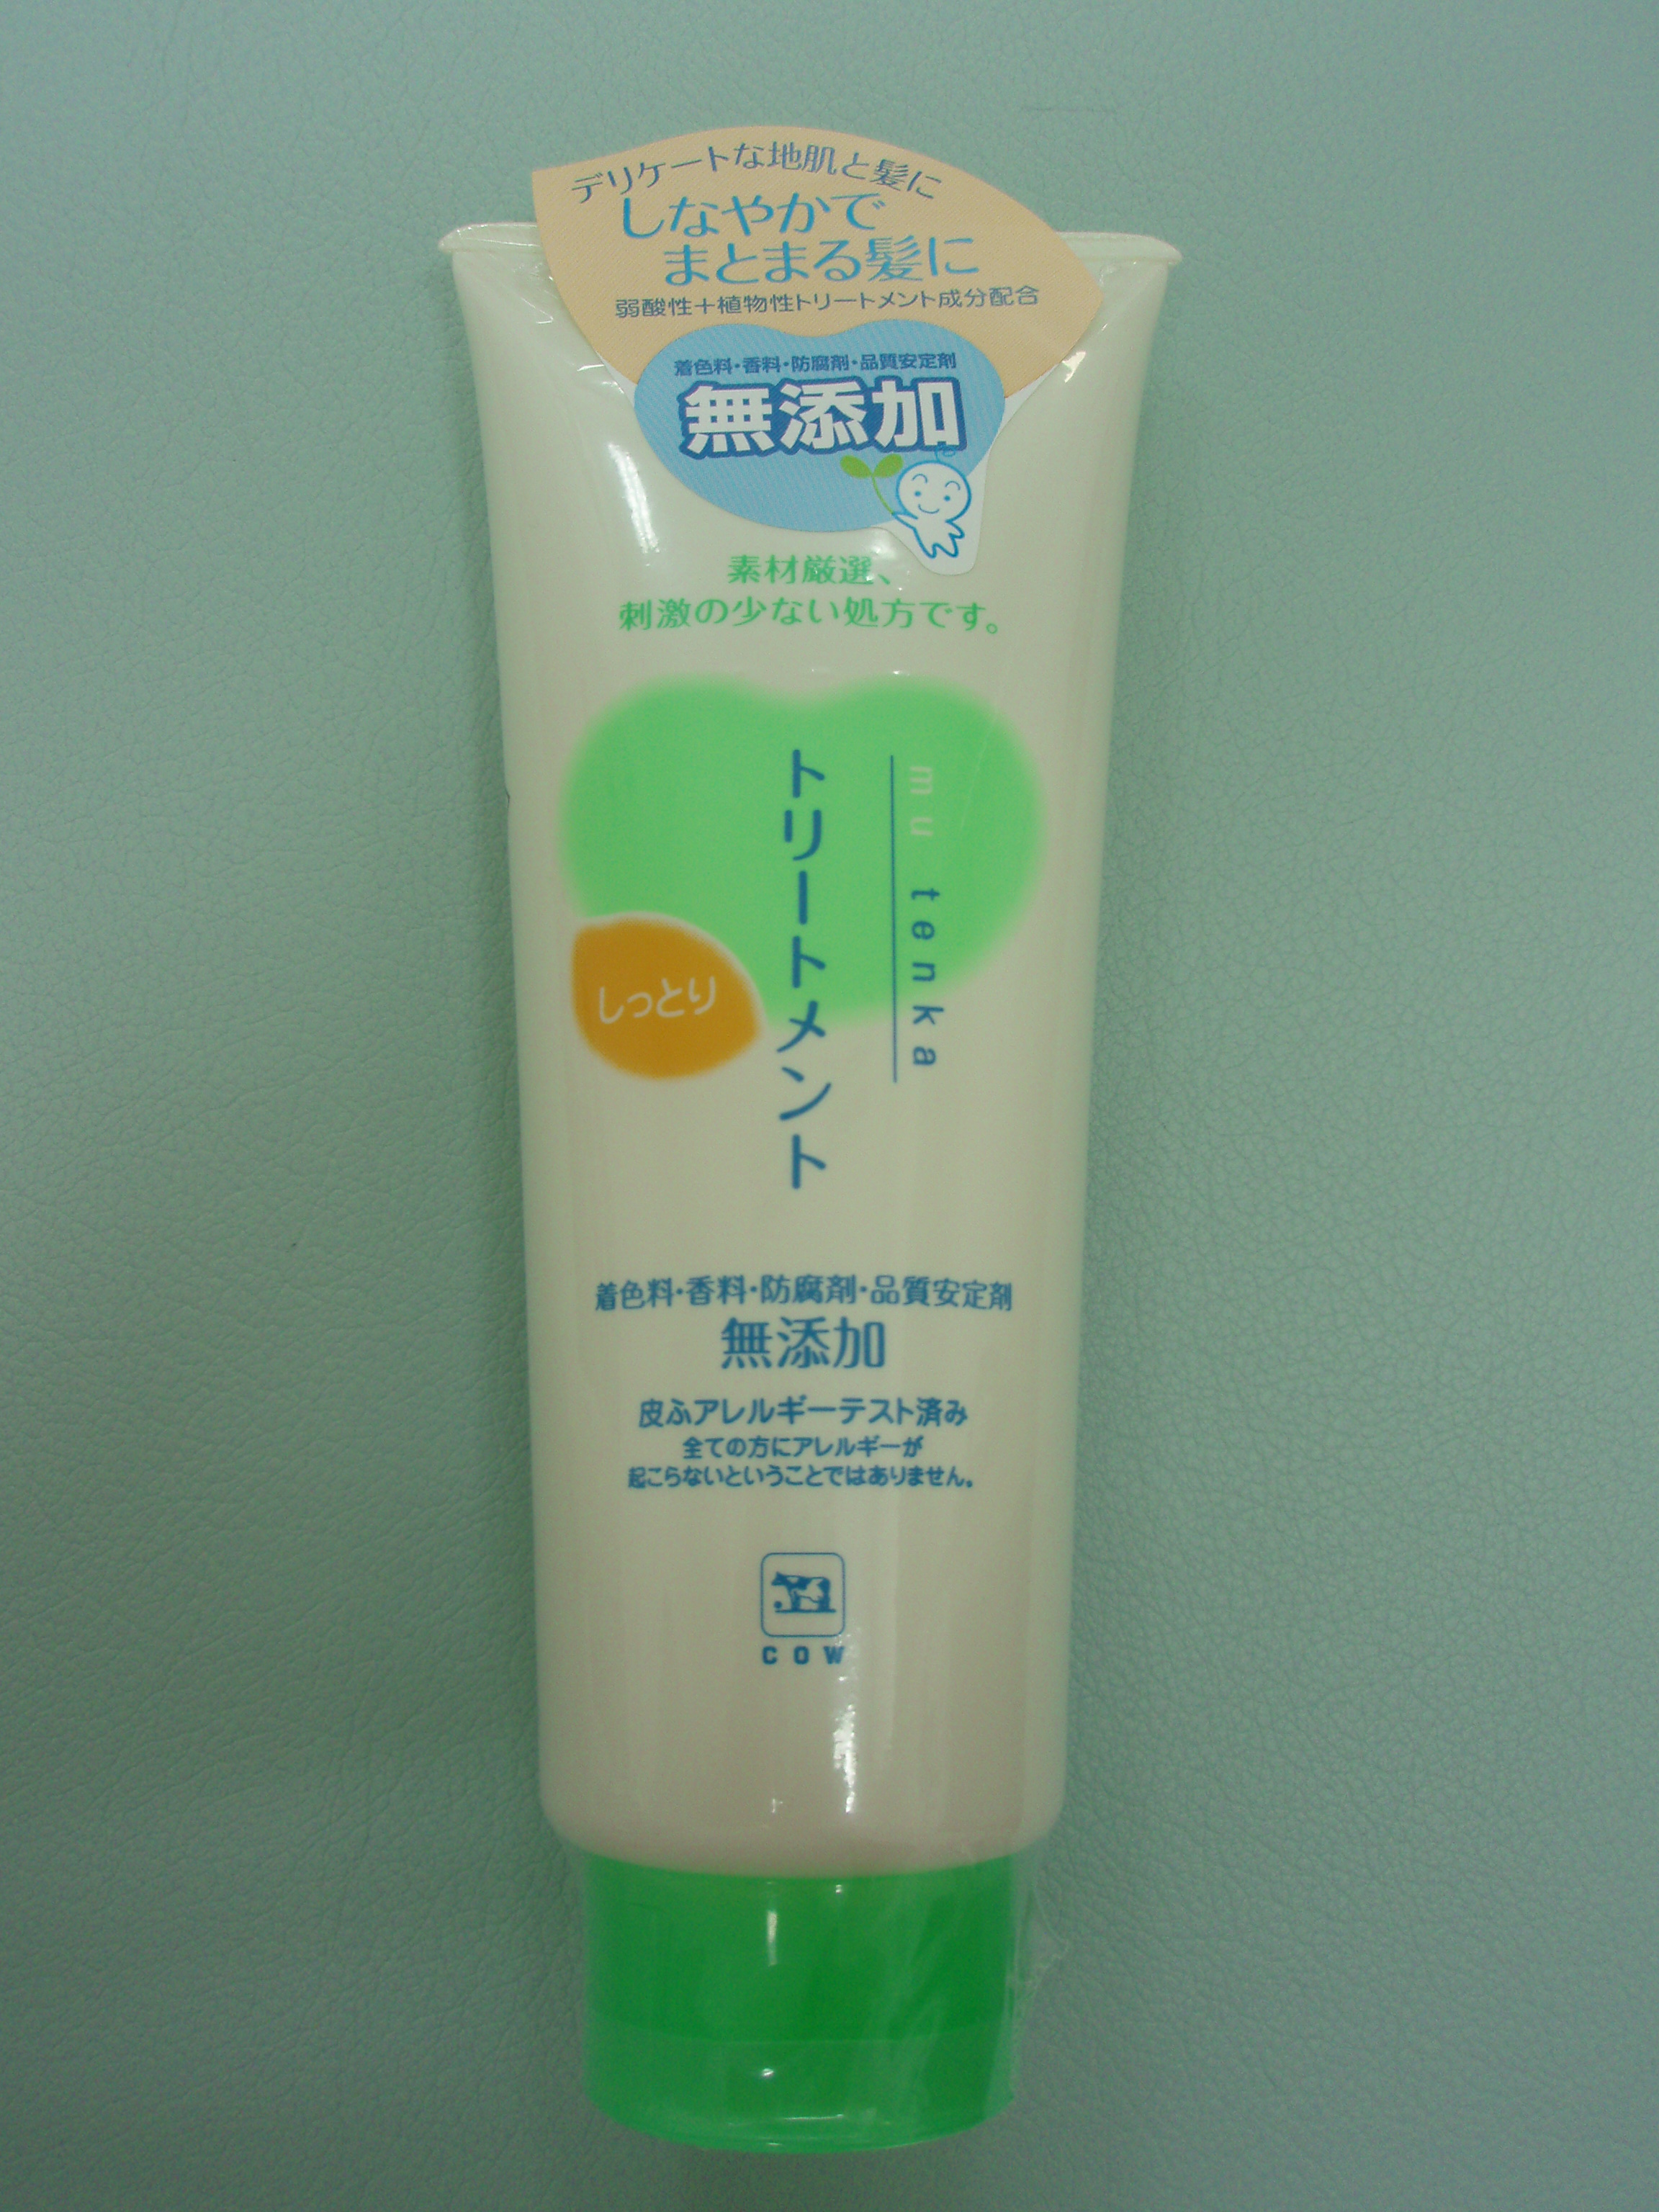 デリケートな地肌と髪に
しなやかで
まとまる髪に
弱酸性＋植物性トリートメント成分配合
着色料・香料・防腐剤・品質安定剤
無添加
素材厳選、
刺激の少ない処方です。
mu tenka
トリートメント
しっとり
着色料・香料・防腐剤・品質安定剤
無添加
皮ふアレルギーテスト済み
全ての方にアレルギーが
起こらないということではありません。
COW